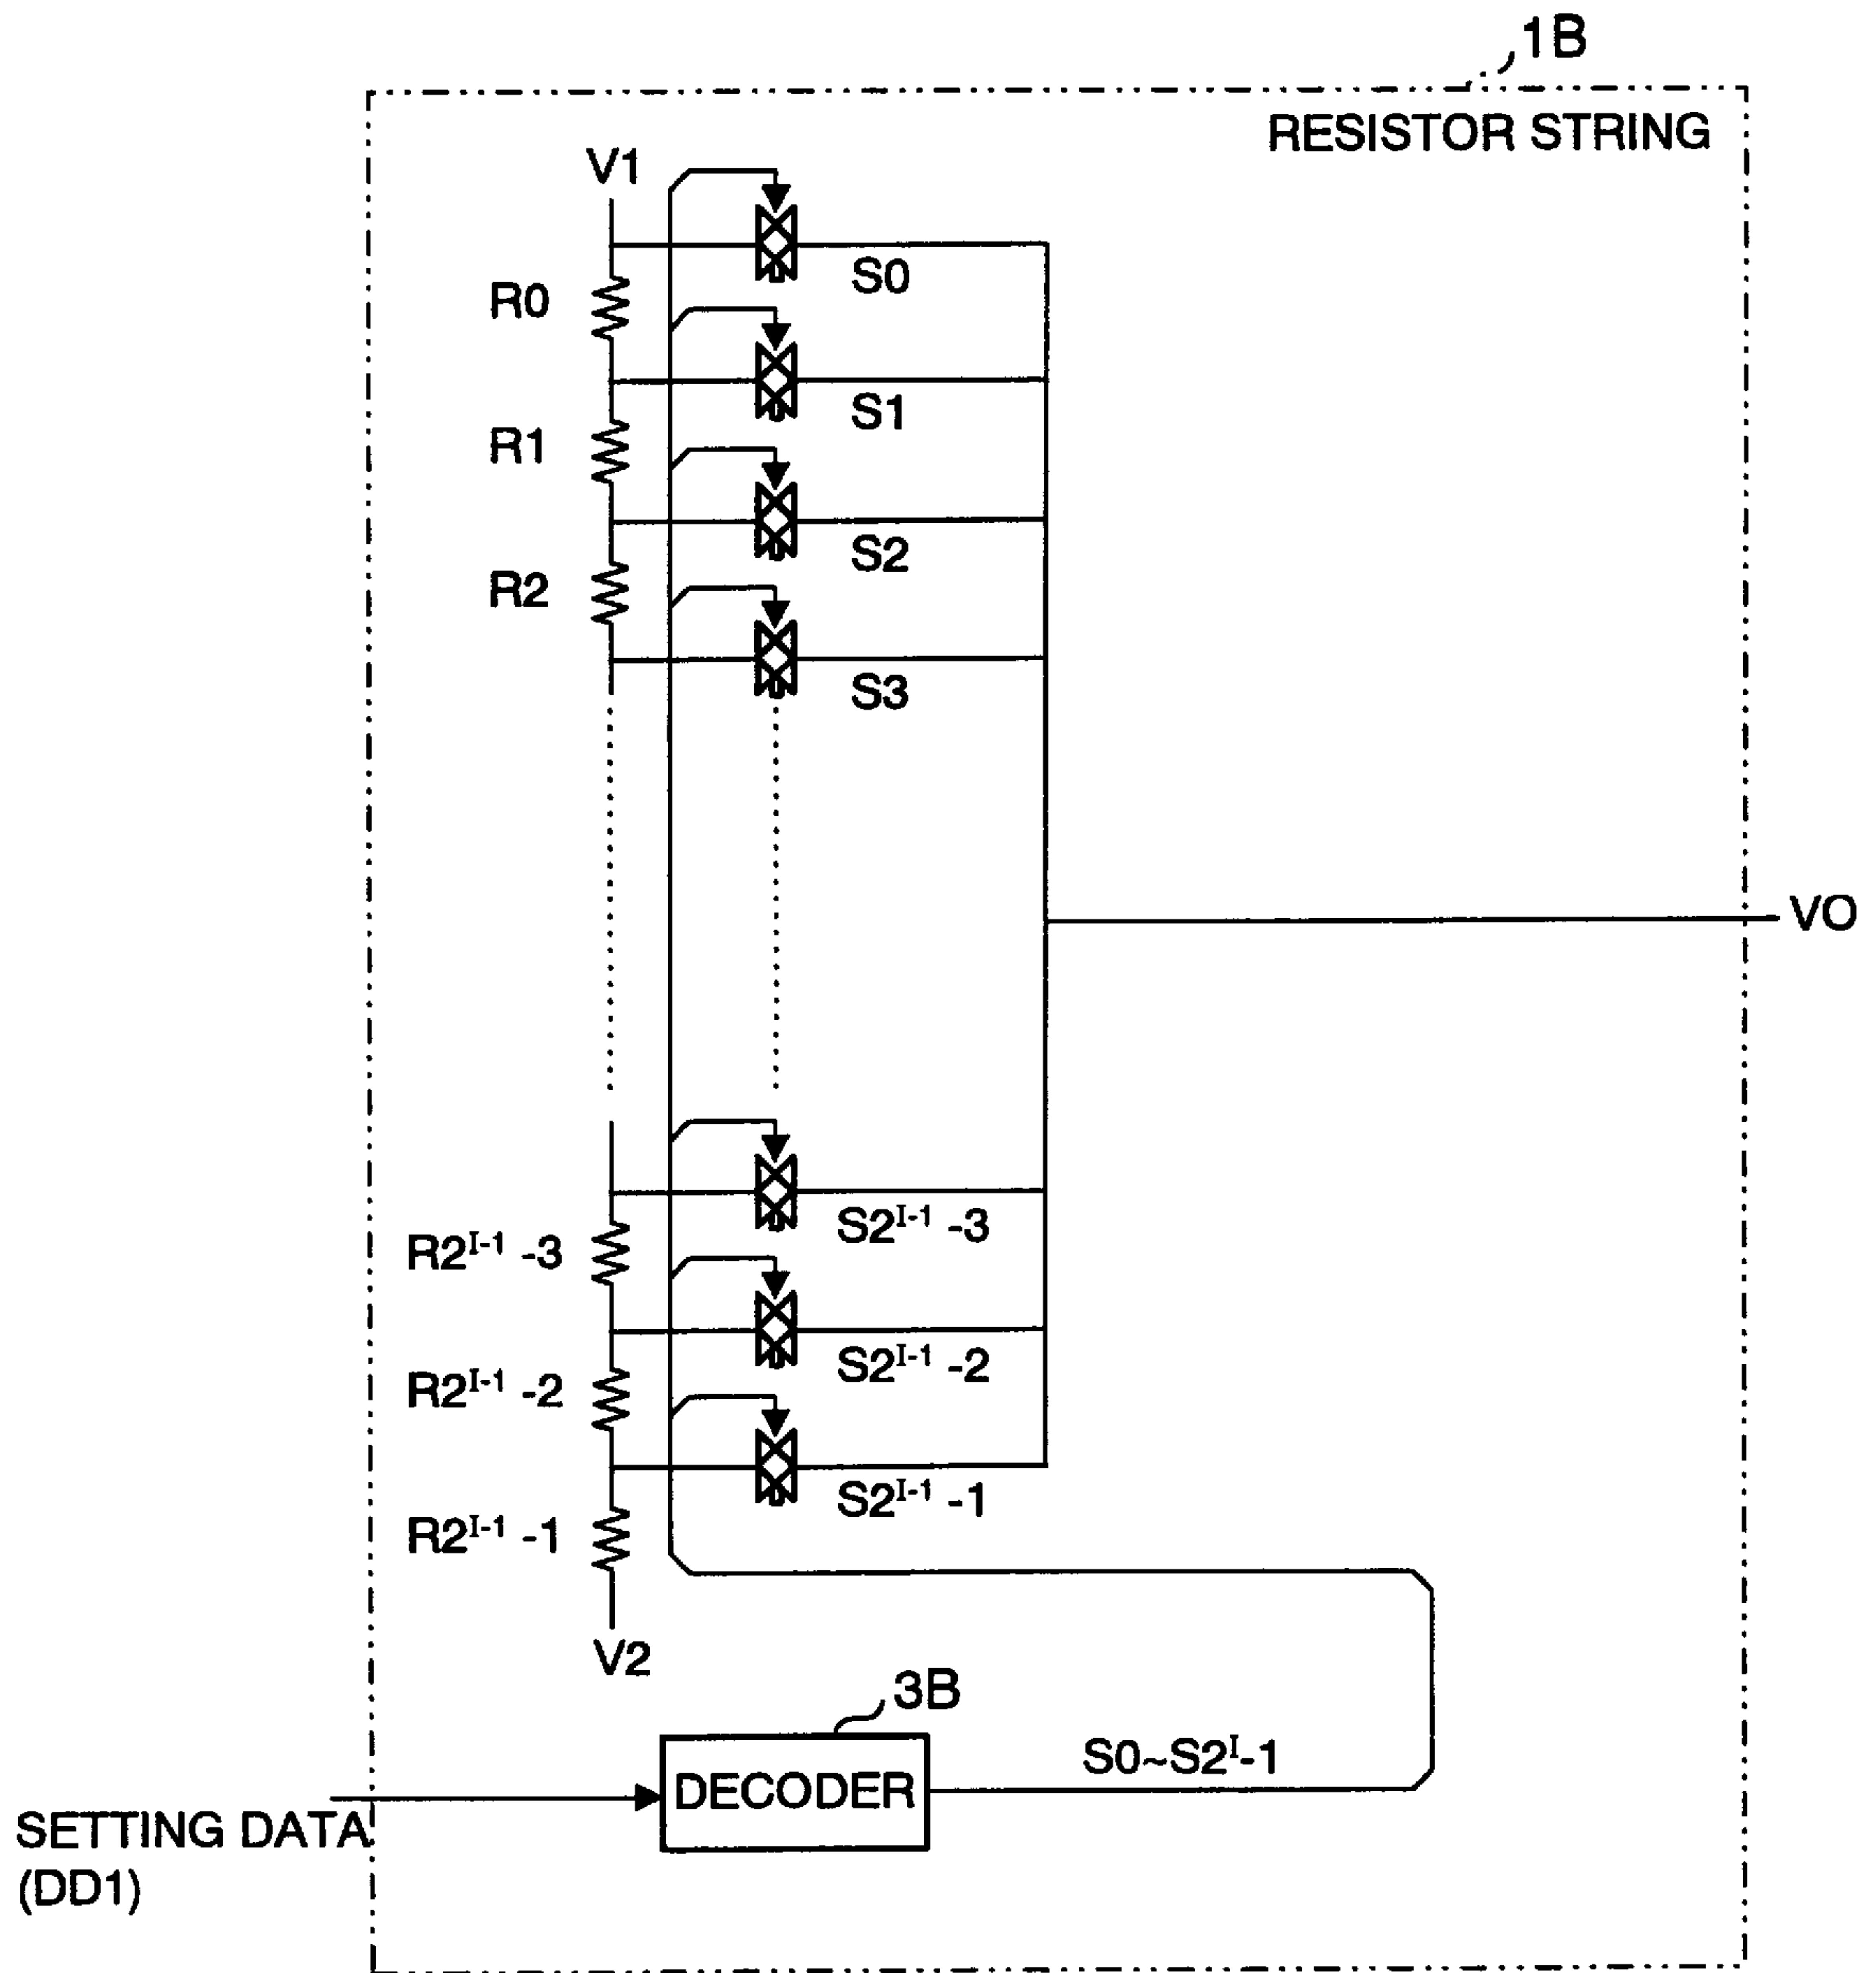 1B
RESISTOR STRING
V1
S0
R0
S1
R1
S2
R2
S3
VO
S2^I-1 -3
R2^I-1 -3
S2^I-1 -2
R2^I-1 -2
S2^I-1 -1
R2^I-1 -1
V2
3B
S0~S2^I-1
DECODER
SETTING DATA
(DD1)